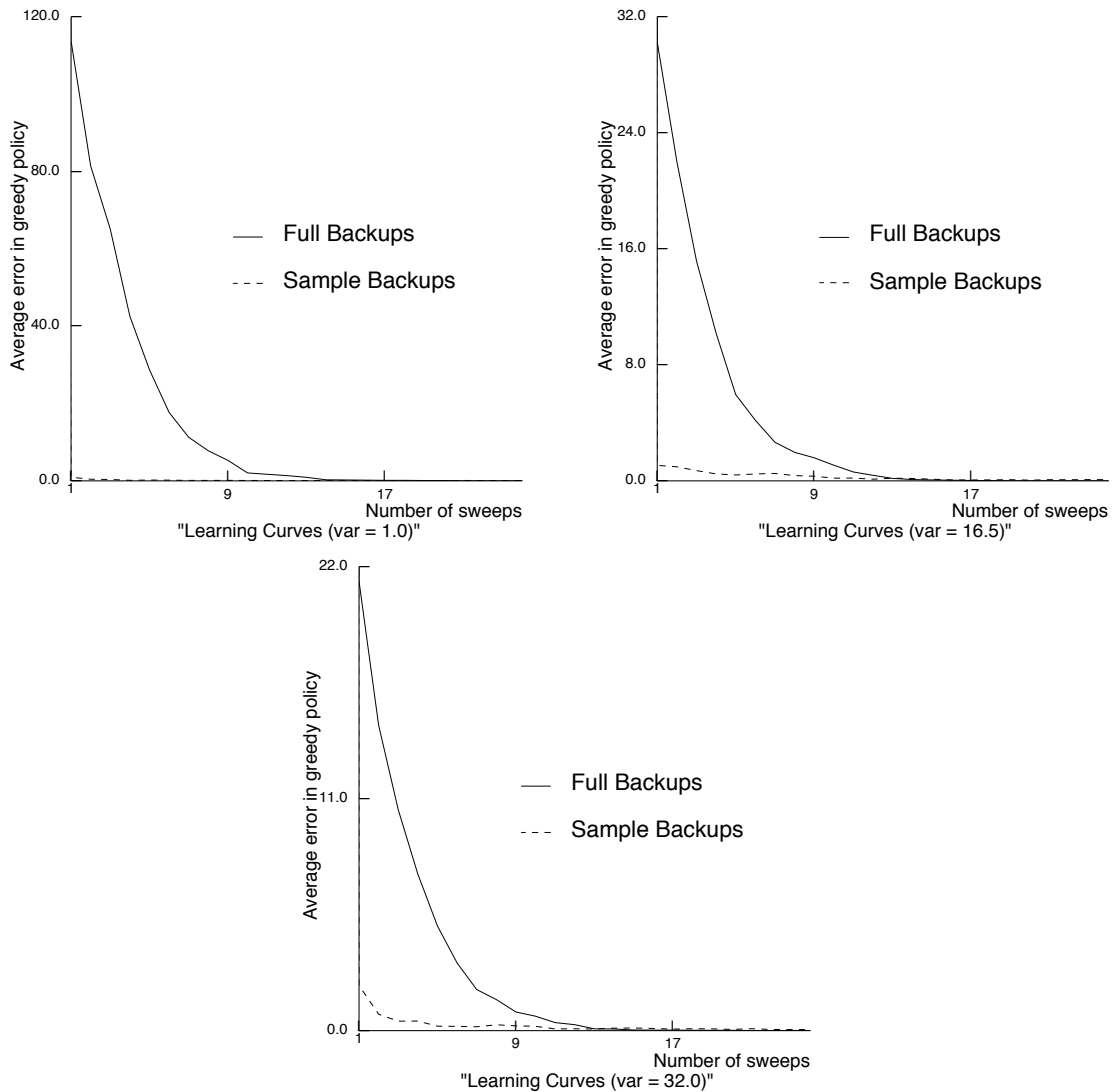 120.0
80.0
40.0
0.0
1
9
17
Average error in greedy policy
Full Backups
Sample Backups
Number of sweeps
"Learning Curves (var = 1.0)"
32.0
24.0
16.0
8.0
0.0
1
9
17
Average error in greedy policy
Full Backups
Sample Backups
Number of sweeps
"Learning Curves (var = 16.5)"
22.0
11.0
0.0
1
9
17
Average error in greedy policy
Full Backups
Sample Backups
Number of sweeps
"Learning Curves (var = 32.0)"